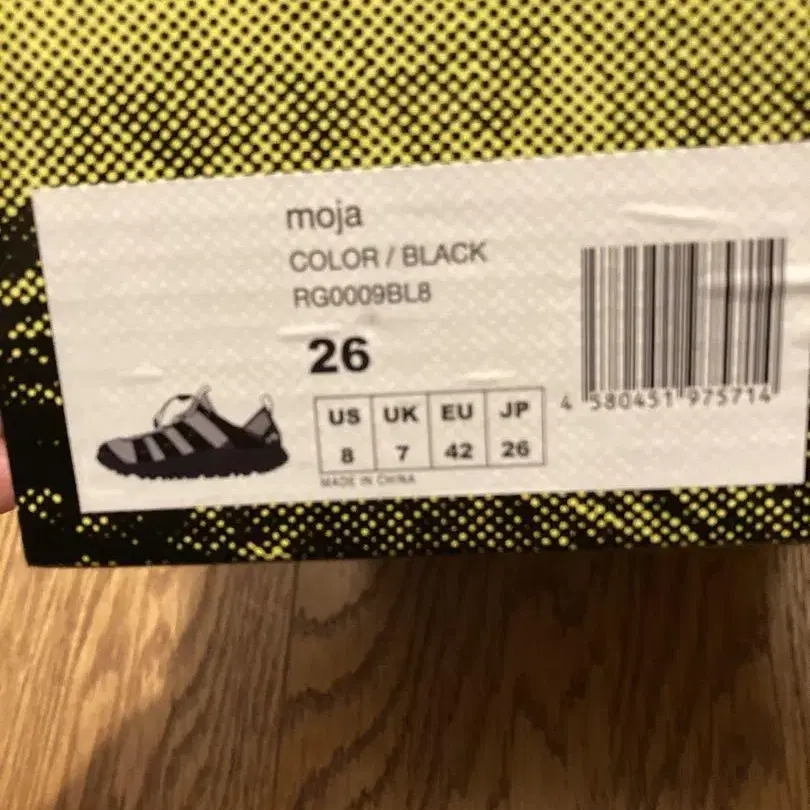 moja
COLOR / BLACK
RG0009BL8
26
US UK EU JP
8 7 42 26
MADE IN CHINA
4 580451 975714